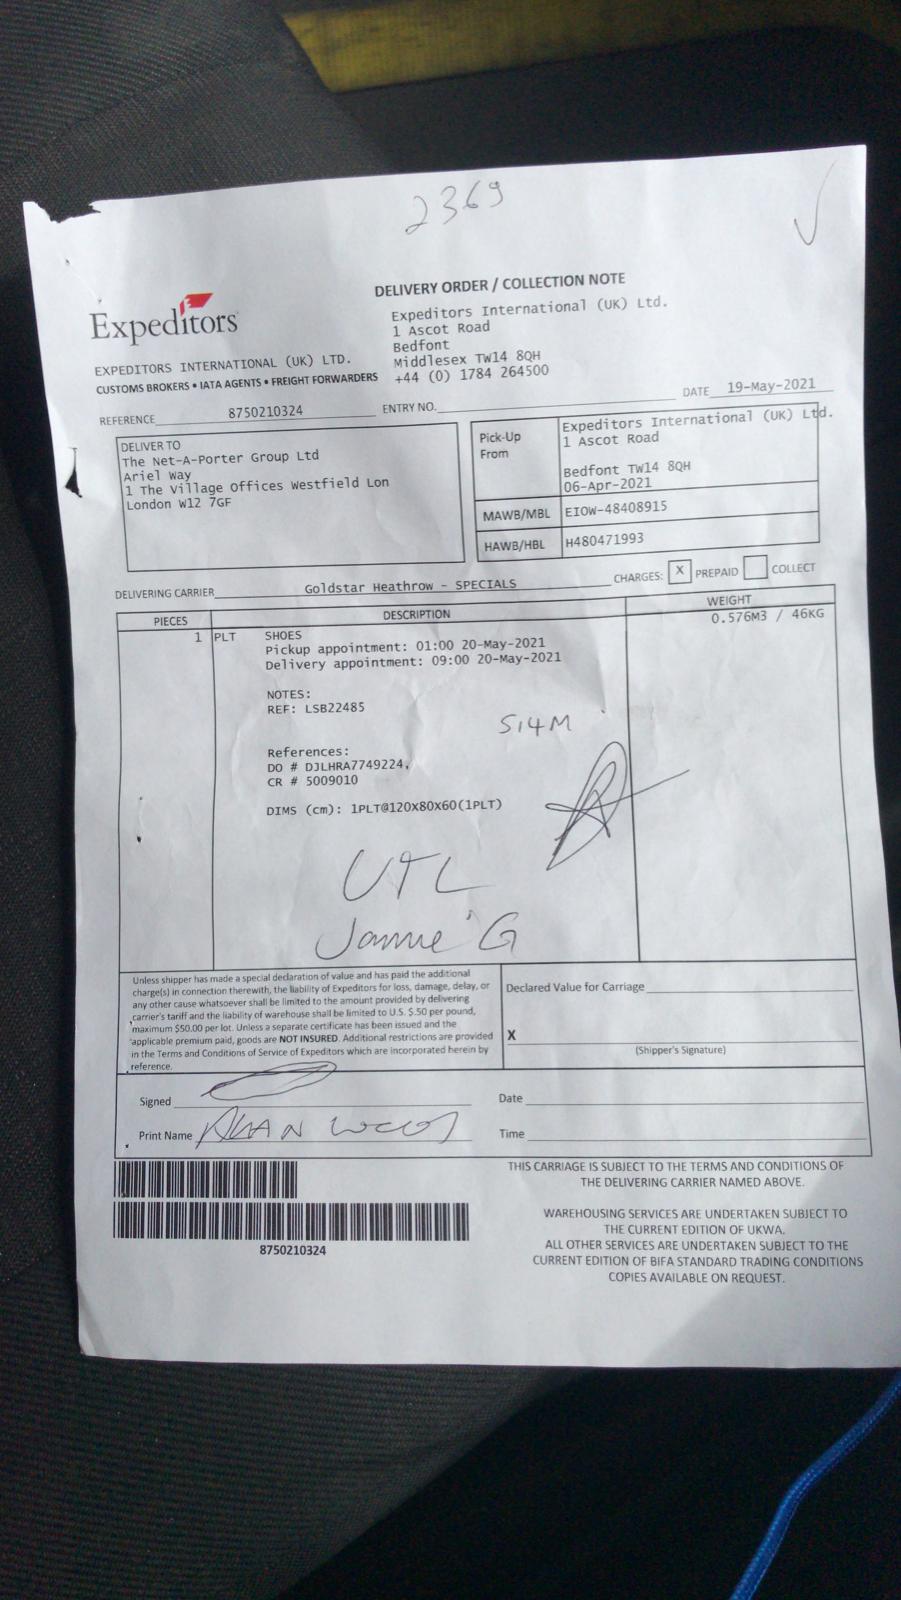 2369
DELIVERY ORDER / COLLECTION NOTE
Expeditors
EXPEDITORS INTERNATIONAL (UK) LTD.
CUSTOMS BROKERS • IATA AGENTS • FREIGHT FORWARDERS
Expeditors International (UK) Ltd.
1 Ascot Road
Bedfont
Middlesex TW14 8QH
+44 (0) 1784 264500
REFERENCE 8750210324 ENTRY NO. DATE 19-May-2021
DELIVER TO
The Net-A-Porter Group Ltd
Ariel Way
1 The Village Offices Westfield Lon
London W12 7GF
Pick-Up From
Expeditors International (UK) Ltd.
1 Ascot Road
Bedfont TW14 8QH
06-Apr-2021
MAWB/MBL EIOW-48408915
HAWB/HBL H480471993
DELIVERING CARRIER Goldstar Heathrow - SPECIALS CHARGES: X PREPAID COLLECT
PIECES DESCRIPTION WEIGHT
1 PLT SHOES 0.576M3 / 46KG
Pickup appointment: 01:00 20-May-2021
Delivery appointment: 09:00 20-May-2021
NOTES:
REF: LSB22485
S14M
References:
DO # DJLHRA7749224,
CR # 5009010
DIMS (cm): 1PLT@120X80X60(1PLT)
UTL
G
Unless shipper has made a special declaration of value and has paid the additional
charge(s) in connection therewith, the liability of Expeditors for loss, damage, delay, or
any other cause whatsoever shall be limited to the amount provided by delivering
carrier's tariff and the liability of warehouse shall be limited to U.S. $.50 per pound,
maximum $50.00 per lot. Unless a separate certificate has been issued and the
applicable premium paid, goods are NOT INSURED. Additional restrictions are provided
in the Terms and Conditions of Service of Expeditors which are incorporated herein by
reference.
Declared Value for Carriage
X
(Shipper's Signature)
Signed Date
Print Name Time
8750210324
THIS CARRIAGE IS SUBJECT TO THE TERMS AND CONDITIONS OF
THE DELIVERING CARRIER NAMED ABOVE.
WAREHOUSING SERVICES ARE UNDERTAKEN SUBJECT TO
THE CURRENT EDITION OF UKWA.
ALL OTHER SERVICES ARE UNDERTAKEN SUBJECT TO THE
CURRENT EDITION OF BIFA STANDARD TRADING CONDITIONS
COPIES AVAILABLE ON REQUEST.